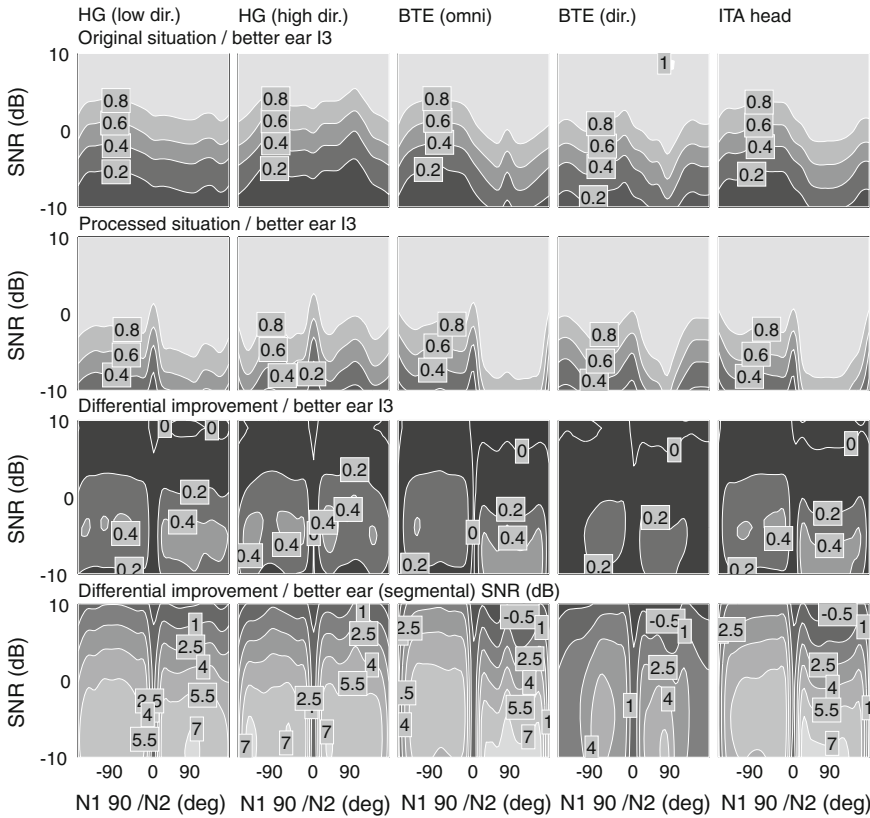 HG (low dir.) HG (high dir.) BTE (omni) BTE (dir.) ITA head
Original situation / better ear I3
10 0.8 0.8 0.8 1 0.8
SNR (dB) 0 0.6 0.6 0.6 0.8 0.6
0.4 0.4 0.4 0.6 0.4
0.2 0.2 0.2 0.4 0.2
-10 0.2
Processed situation / better ear I3
10
SNR (dB) 0 0.8 0.8 0.8 0.8 0.8
0.6 0.6 0.4 0.6 0.6
-10 0.4 0.4 0.2 0.4 0.4 0.4
Differential improvement / better ear I3
10 0 0 0 0 0
SNR (dB) 0 0.2 0.2 0.2 0.2 0.2
0.4 0.4 0.4 0.4 0.4 0.4 0 0.4 0.4 0.4
-10 0.2 0.4 0 0.2 0.2 0.2
Differential improvement / better ear (segmental) SNR (dB)
10 1 1 2.5 -0.5 1 -0.5 1 2.5 -0.5 1
SNR (dB) 0 2.5 2.5 2.5 2.5 2.5
4 4 4 4 4
2.5 5.5 2.5 5.5 .5 5.5 1 5.5 1
4 4 1
-10 5.5 7 7 7 7 7 4 7
-90 0 90 -90 0 90 -90 0 90 -90 0 90 -90 0 90
N1 90 /N2 (deg) N1 90 /N2 (deg) N1 90 /N2 (deg) N1 90 /N2 (deg) N1 90 /N2 (deg)